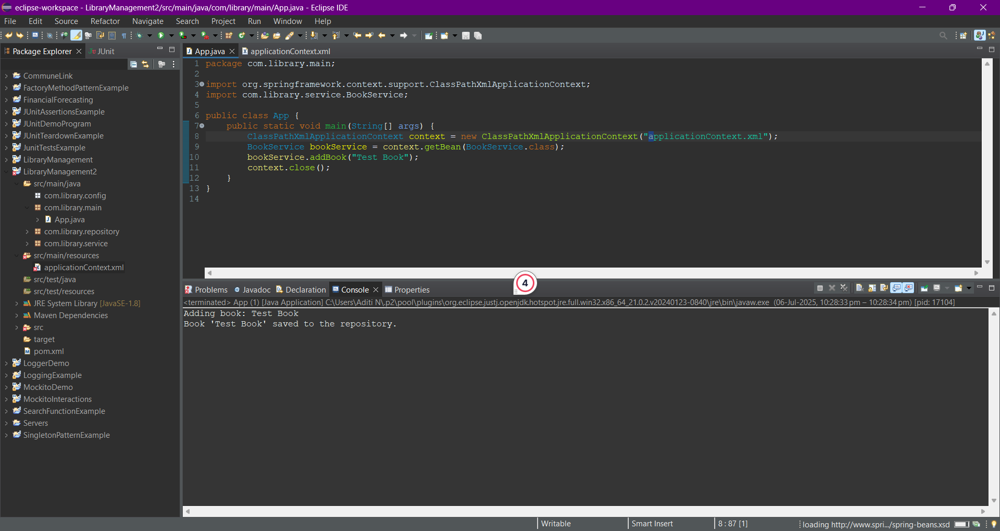 eclipse-workspace - LibraryManagement2/src/main/java/com/library/main/App.java - Eclipse IDE
File Edit Source Refactor Navigate Search Project Run Window Help
Package Explorer JUnit
App.java applicationContext.xml
CommuneLink
FactoryMethodPatternExample
FinancialForecasting
JUnitAssertionsExample
JUnitDemoProgram
JUnitTeardownExample
JunitTestsExample
LibraryManagement
LibraryManagement2
src/main/java
com.library.config
com.library.main
App.java
com.library.repository
com.library.service
src/main/resources
applicationContext.xml
src/test/java
src/test/resources
JRE System Library [JavaSE-1.8]
Maven Dependencies
src
target
pom.xml
LoggerDemo
LoggingExample
MockitoDemo
MockitoInteractions
SearchFunctionExample
Servers
SingletonPatternExample
1 package com.library.main;
2
3 import org.springframework.context.support.ClassPathXmlApplicationContext;
4 import com.library.service.BookService;
5
6 public class App {
7 public static void main(String[] args) {
8 ClassPathXmlApplicationContext context = new ClassPathXmlApplicationContext("applicationContext.xml");
9 BookService bookService = context.getBean(BookService.class);
10 bookService.addBook("Test Book");
11 context.close();
12 }
13 }
14
4
Problems Javadoc Declaration Console Properties
<terminated> App (1) [Java Application] C:\Users\Aditi N\.p2\pool\plugins\org.eclipse.justj.openjdk.hotspot.jre.full.win32.x86_64_21.0.2.v20240123-0840\jre\bin\javaw.exe (06-Jul-2025, 10:28:33 pm – 10:28:34 pm) [pid: 17104]
Adding book: Test Book
Book 'Test Book' saved to the repository.
Writable Smart Insert 8 : 87 [1] loading http://www.spri.../spring-beans.xsd